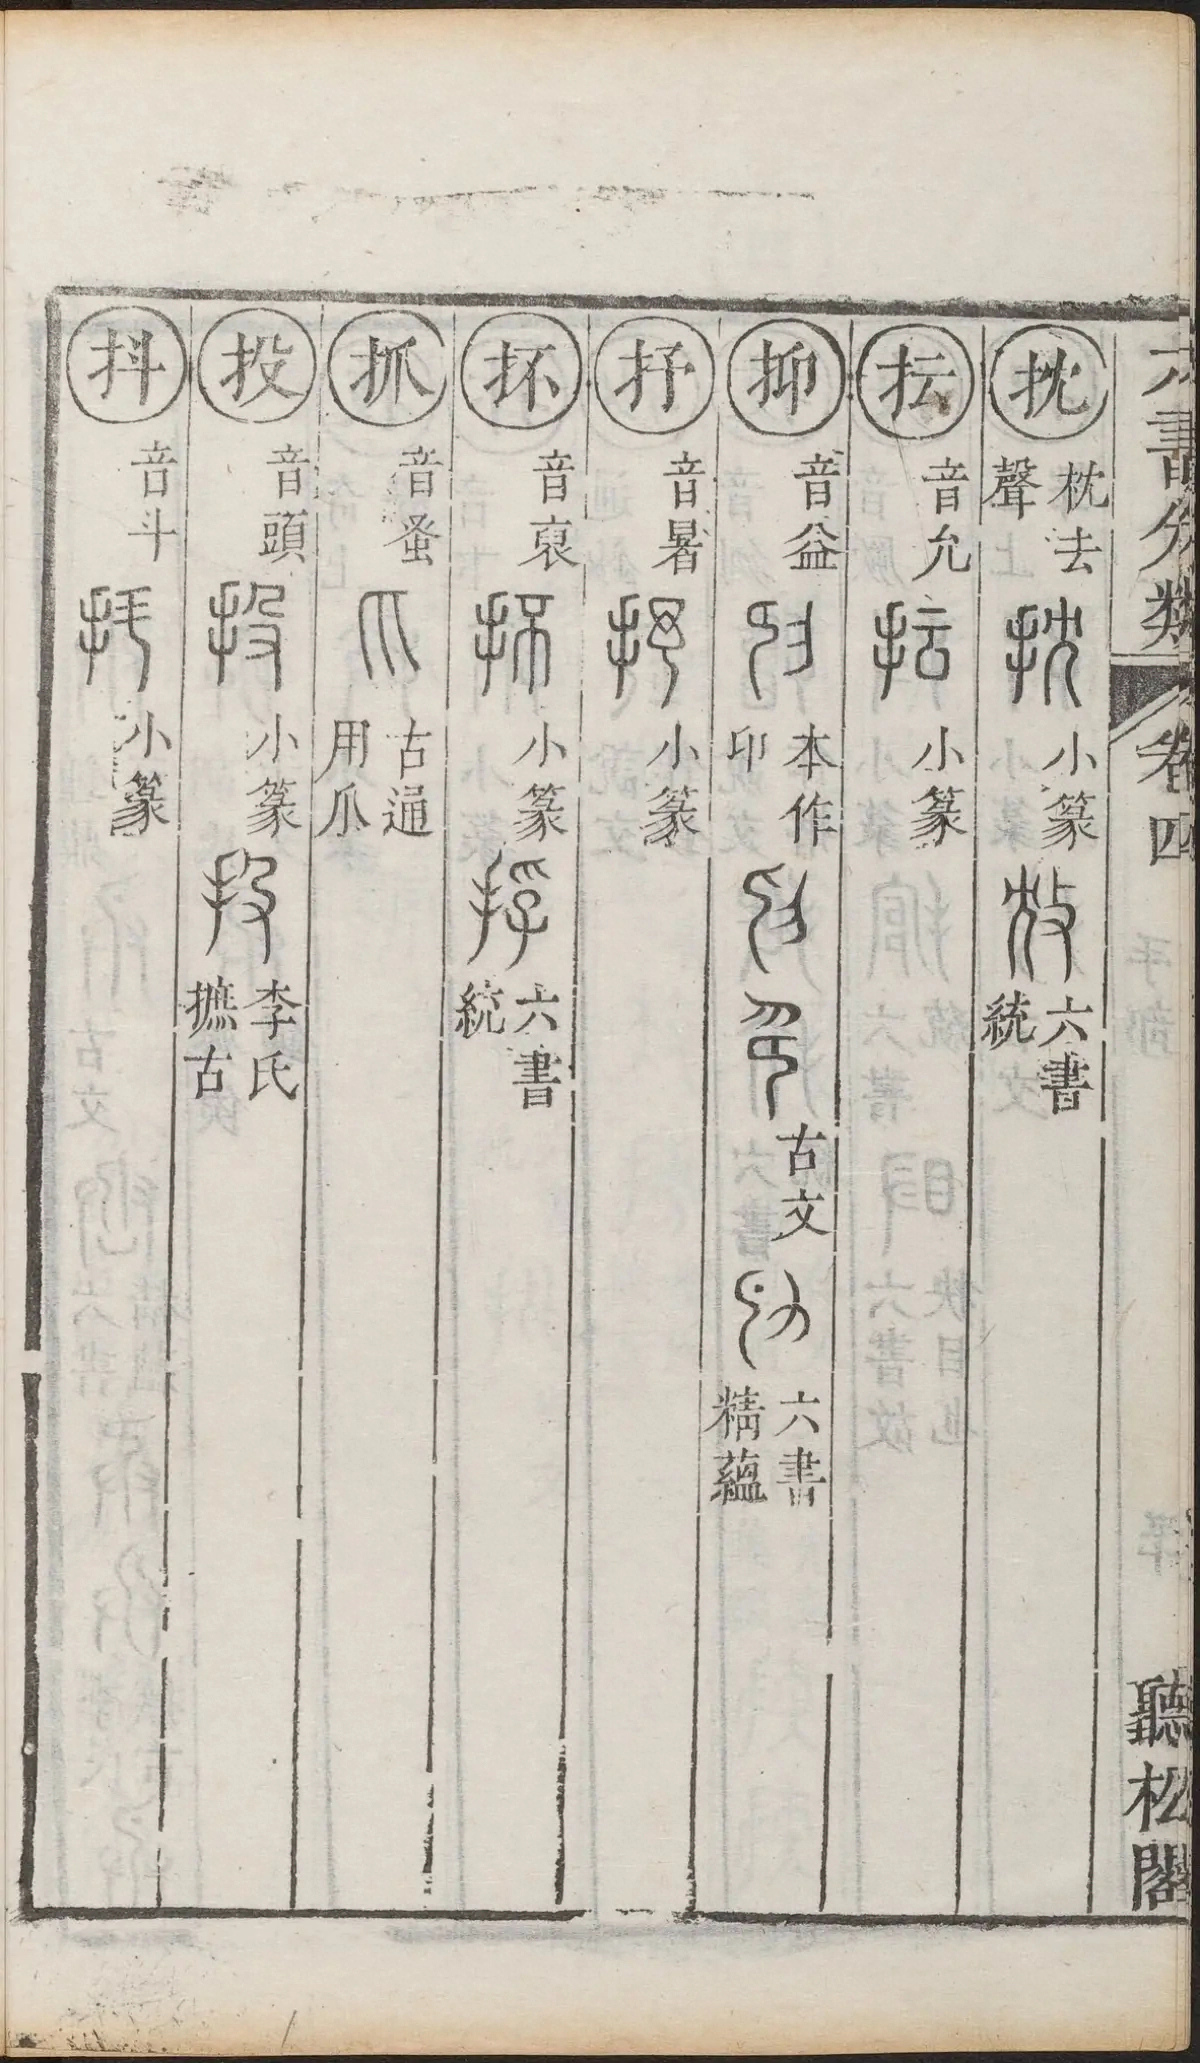 六書分類 卷四 聽松閣
抌 枕去聲 小篆 六書統
抎 音允 小篆
抑 音益 本作印 古文 六書精蘊
抒 音暑 小篆
抔 音裒 小篆 六書統
抓 音蚤 古通用爪
投 音頭 小篆 李氏摭古
抖 音斗 小篆